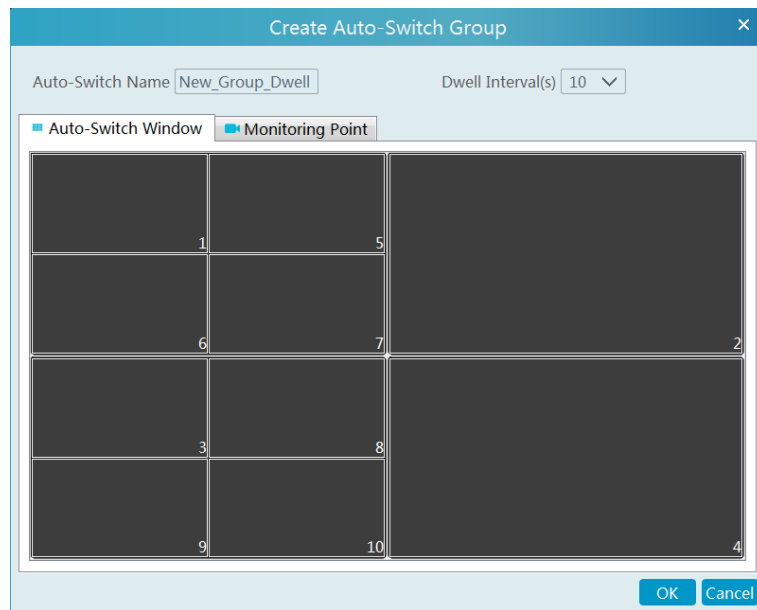 Create Auto-Switch Group ×
Auto-Switch Name New_Group_Dwell Dwell Interval(s) 10
Auto-Switch Window Monitoring Point
1 5
6 7 2
3 8
9 10 4
OK Cancel